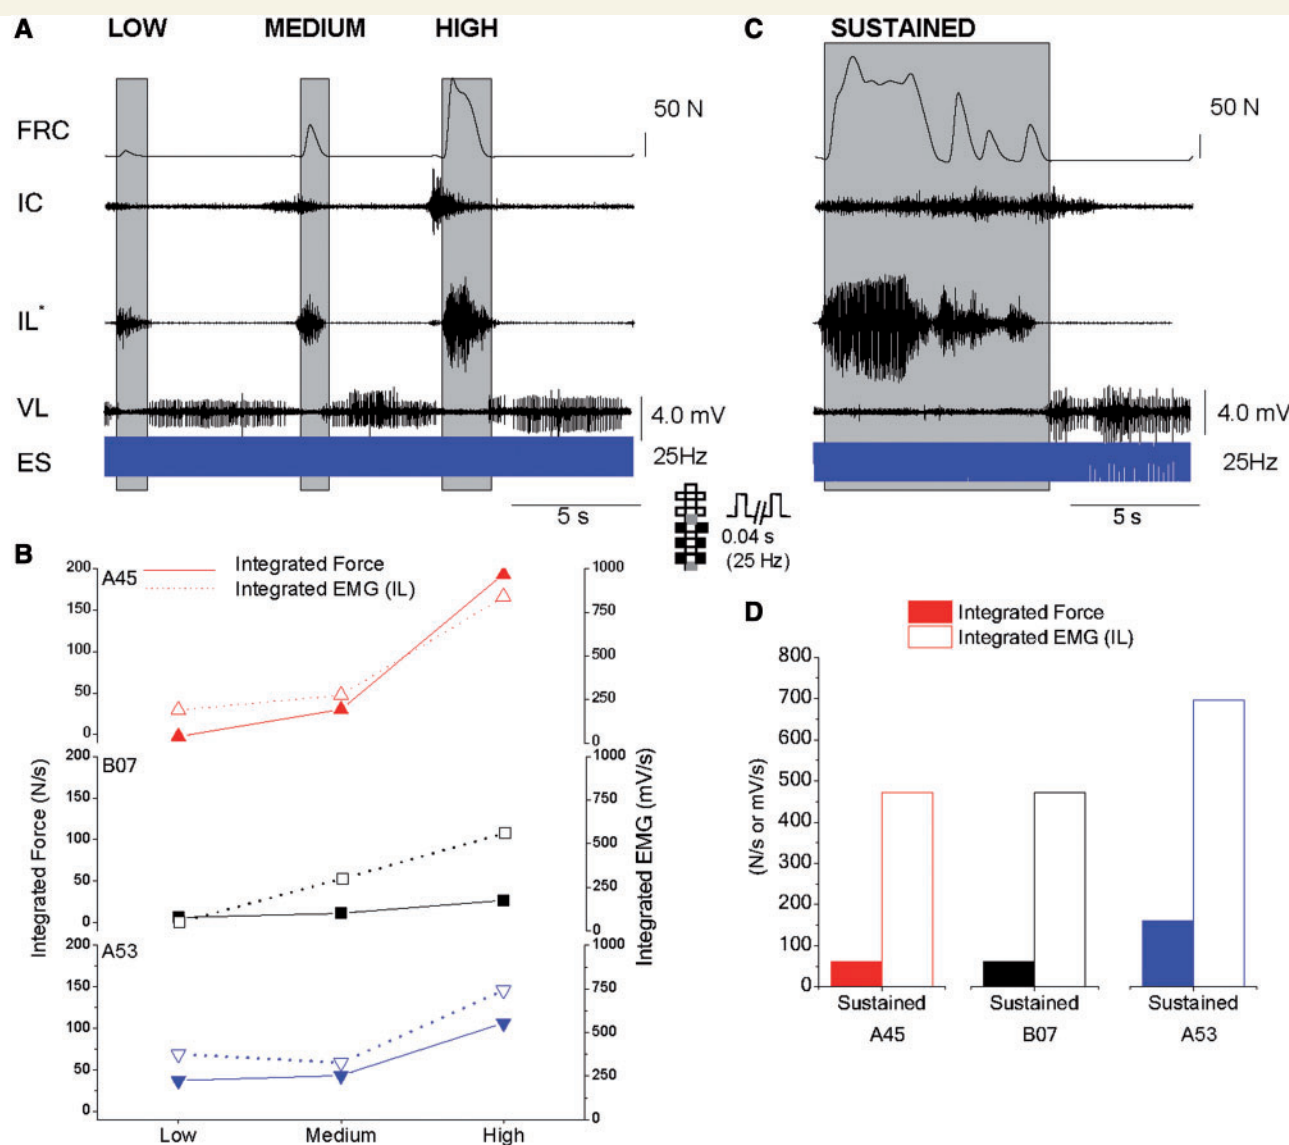 A LOW MEDIUM HIGH
FRC
50 N
IC
IL*
VL
4.0 mV
ES
25Hz
5 s
C SUSTAINED
50 N
4.0 mV
25Hz
5 s
0.04 s
(25 Hz)
B
Integrated Force
Integrated EMG (IL)
A45
200
150
100
50
0
1000
750
500
250
0
B07
200
150
100
50
0
1000
750
500
250
0
A53
200
150
100
50
0
1000
750
500
250
0
Integrated Force (N/s)
Integrated EMG (mV/s)
Low Medium High
D
Integrated Force
Integrated EMG (IL)
800
700
600
500
400
300
200
100
0
(N/s or mV/s)
Sustained Sustained Sustained
A45 B07 A53